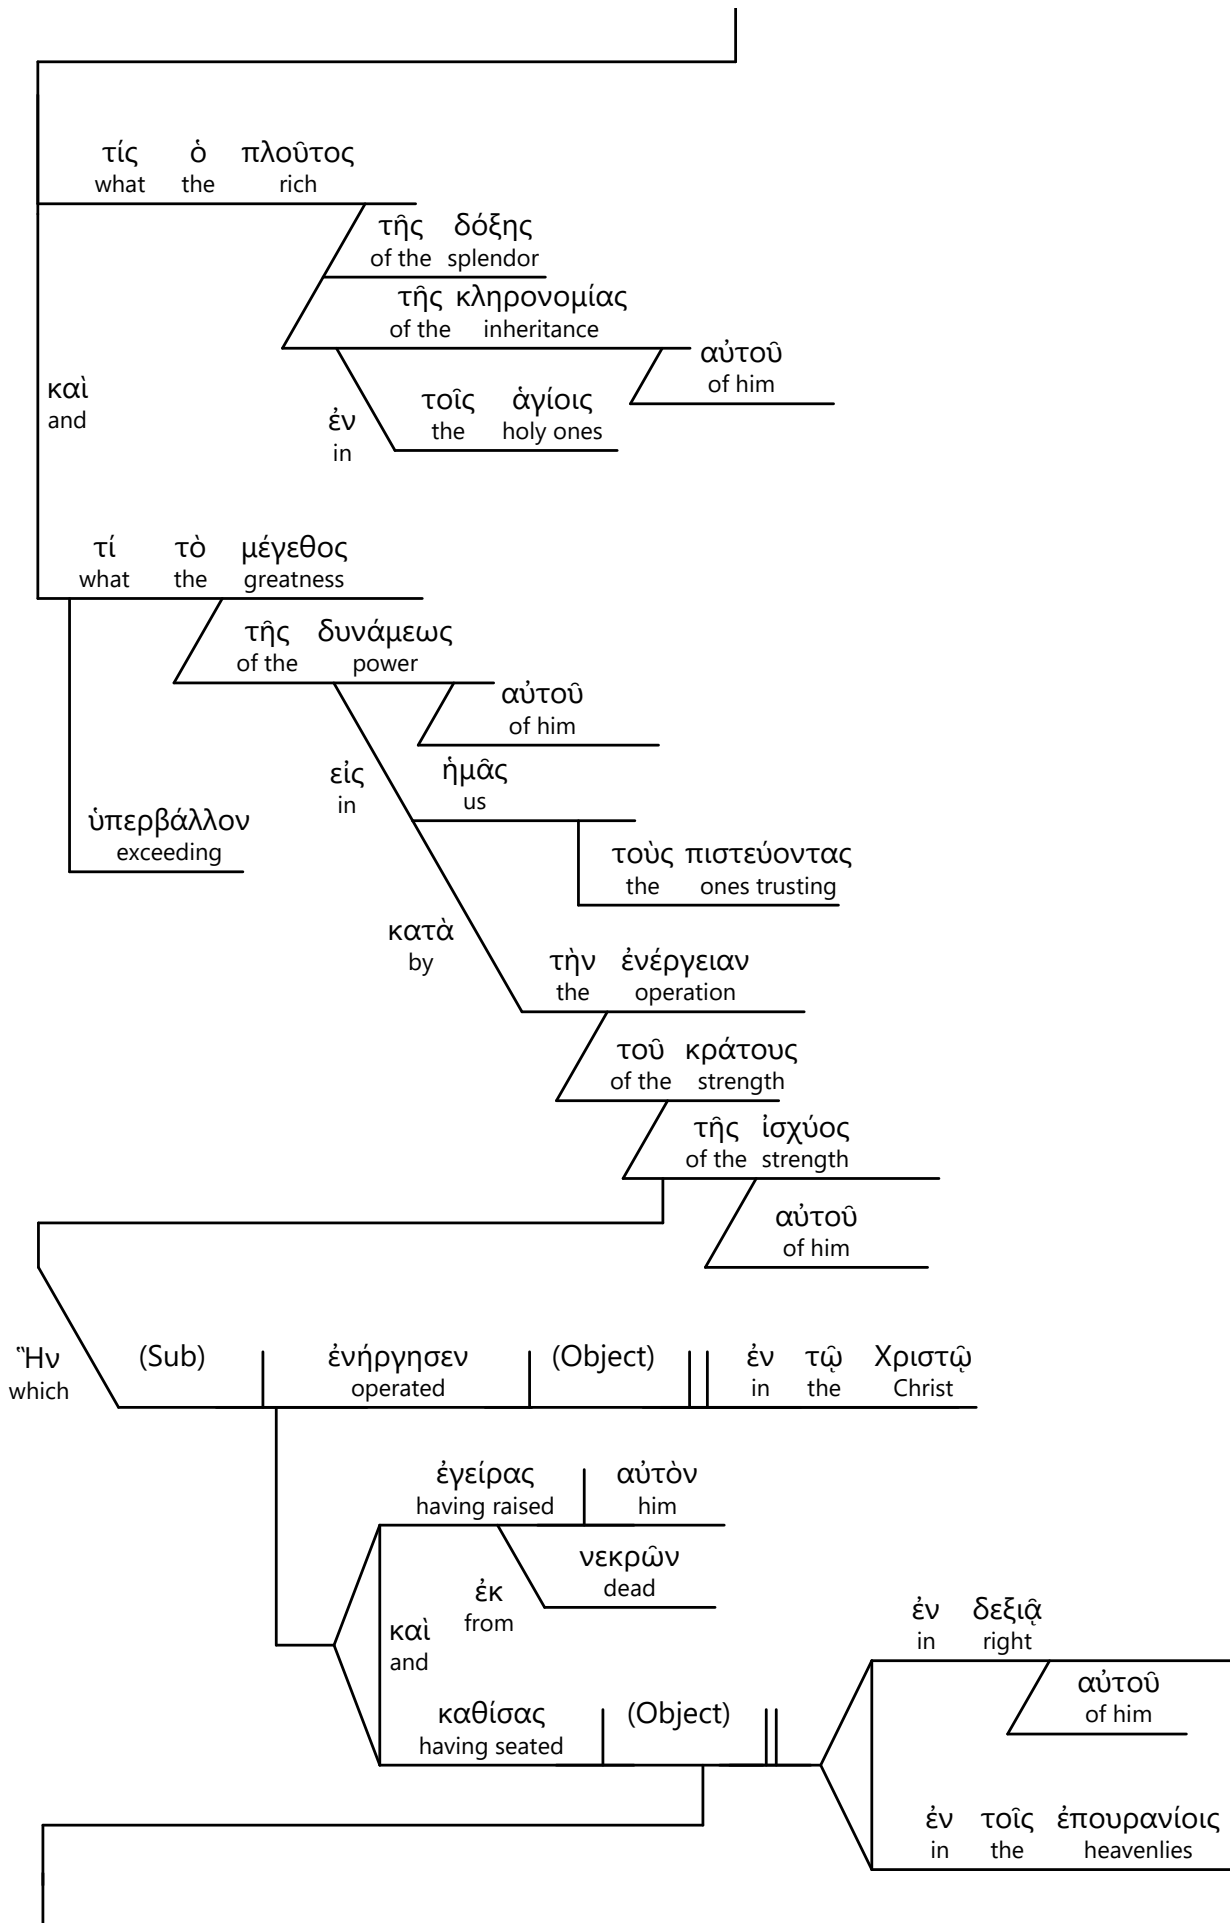 τίς ὁ πλοῦτος
what the rich
τῆς δόξης
of the splendor
τῆς κληρονομίας
of the inheritance
αὐτοῦ
of him
καὶ
and
ἐν
in
τοῖς ἁγίοις
the holy ones
τί τὸ μέγεθος
what the greatness
τῆς δυνάμεως
of the power
αὐτοῦ
of him
εἰς
in
ἡμᾶς
us
ὑπερβάλλον
exceeding
τοὺς πιστεύοντας
the ones trusting
κατὰ
by
τὴν ἐνέργειαν
the operation
τοῦ κράτους
of the strength
τῆς ἰσχύος
of the strength
αὐτοῦ
of him
Ἣν
which
(Sub) ἐνήργησεν (Object) ἐν τῷ Χριστῷ
operated in the Christ
ἐγείρας αὐτὸν
having raised him
ἐκ
from
νεκρῶν
dead
καὶ
and
ἐν δεξιᾷ
in right
αὐτοῦ
of him
καθίσας (Object)
having seated
ἐν τοῖς ἐπουρανίοις
in the heavenlies